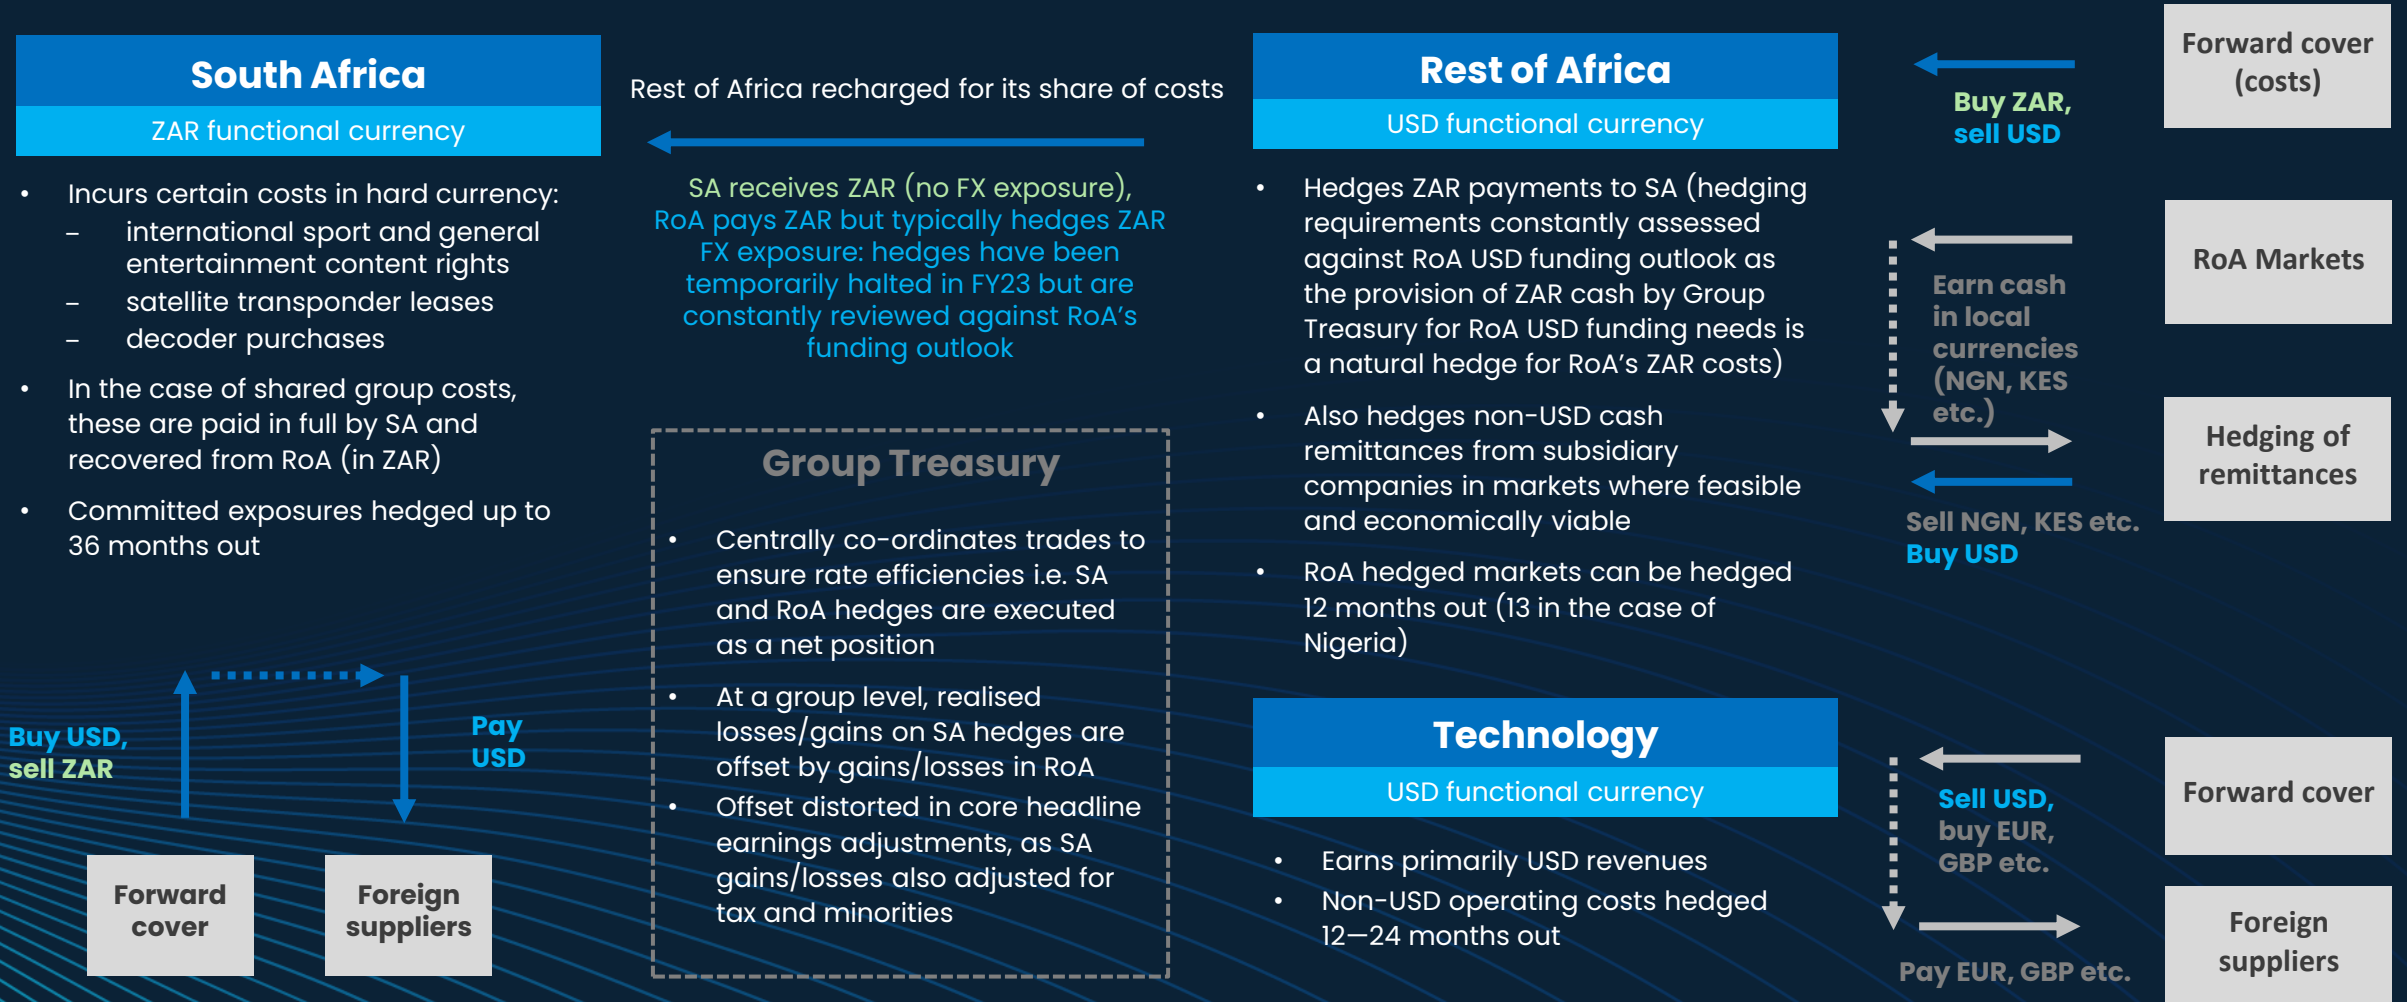 South Africa
ZAR functional currency
• Incurs certain costs in hard currency:
– international sport and general
entertainment content rights
– satellite transponder leases
– decoder purchases
• In the case of shared group costs,
these are paid in full by SA and
recovered from RoA (in ZAR)
• Committed exposures hedged up to
36 months out
Buy USD,
sell ZAR
Pay
USD
Forward
cover
Foreign
suppliers
Rest of Africa recharged for its share of costs
SA receives ZAR (no FX exposure),
RoA pays ZAR but typically hedges ZAR
FX exposure: hedges have been
temporarily halted in FY23 but are
constantly reviewed against RoA’s
funding outlook
Group Treasury
• Centrally co-ordinates trades to
ensure rate efficiencies i.e. SA
and RoA hedges are executed
as a net position
• At a group level, realised
losses/gains on SA hedges are
offset by gains/losses in RoA
• Offset distorted in core headline
earnings adjustments, as SA
gains/losses also adjusted for
tax and minorities
Rest of Africa
USD functional currency
• Hedges ZAR payments to SA (hedging
requirements constantly assessed
against RoA USD funding outlook as
the provision of ZAR cash by Group
Treasury for RoA USD funding needs is
a natural hedge for RoA’s ZAR costs)
• Also hedges non-USD cash
remittances from subsidiary
companies in markets where feasible
and economically viable
• RoA hedged markets can be hedged
12 months out (13 in the case of
Nigeria)
Buy ZAR,
sell USD
Forward cover
(costs)
Earn cash
in local
currencies
(NGN, KES
etc.)
RoA Markets
Sell NGN, KES etc.
Buy USD
Hedging of
remittances
Technology
USD functional currency
• Earns primarily USD revenues
• Non-USD operating costs hedged
12—24 months out
Sell USD,
buy EUR,
GBP etc.
Forward cover
Pay EUR, GBP etc.
Foreign
suppliers